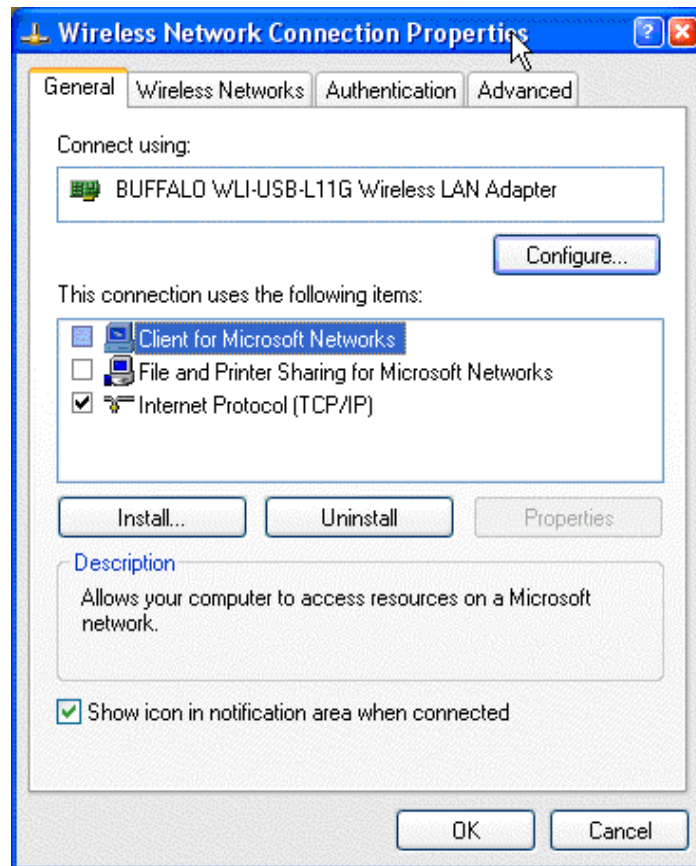 Wireless Network Connection Properties
General
Wireless Networks
Authentication
Advanced
Connect using:
BUFFALO WLI-USB-L11G Wireless LAN Adapter
Configure...
This connection uses the following items:
Client for Microsoft Networks
File and Printer Sharing for Microsoft Networks
Internet Protocol (TCP/IP)
Install...
Uninstall
Properties
Description
Allows your computer to access resources on a Microsoft
network.
Show icon in notification area when connected
OK
Cancel